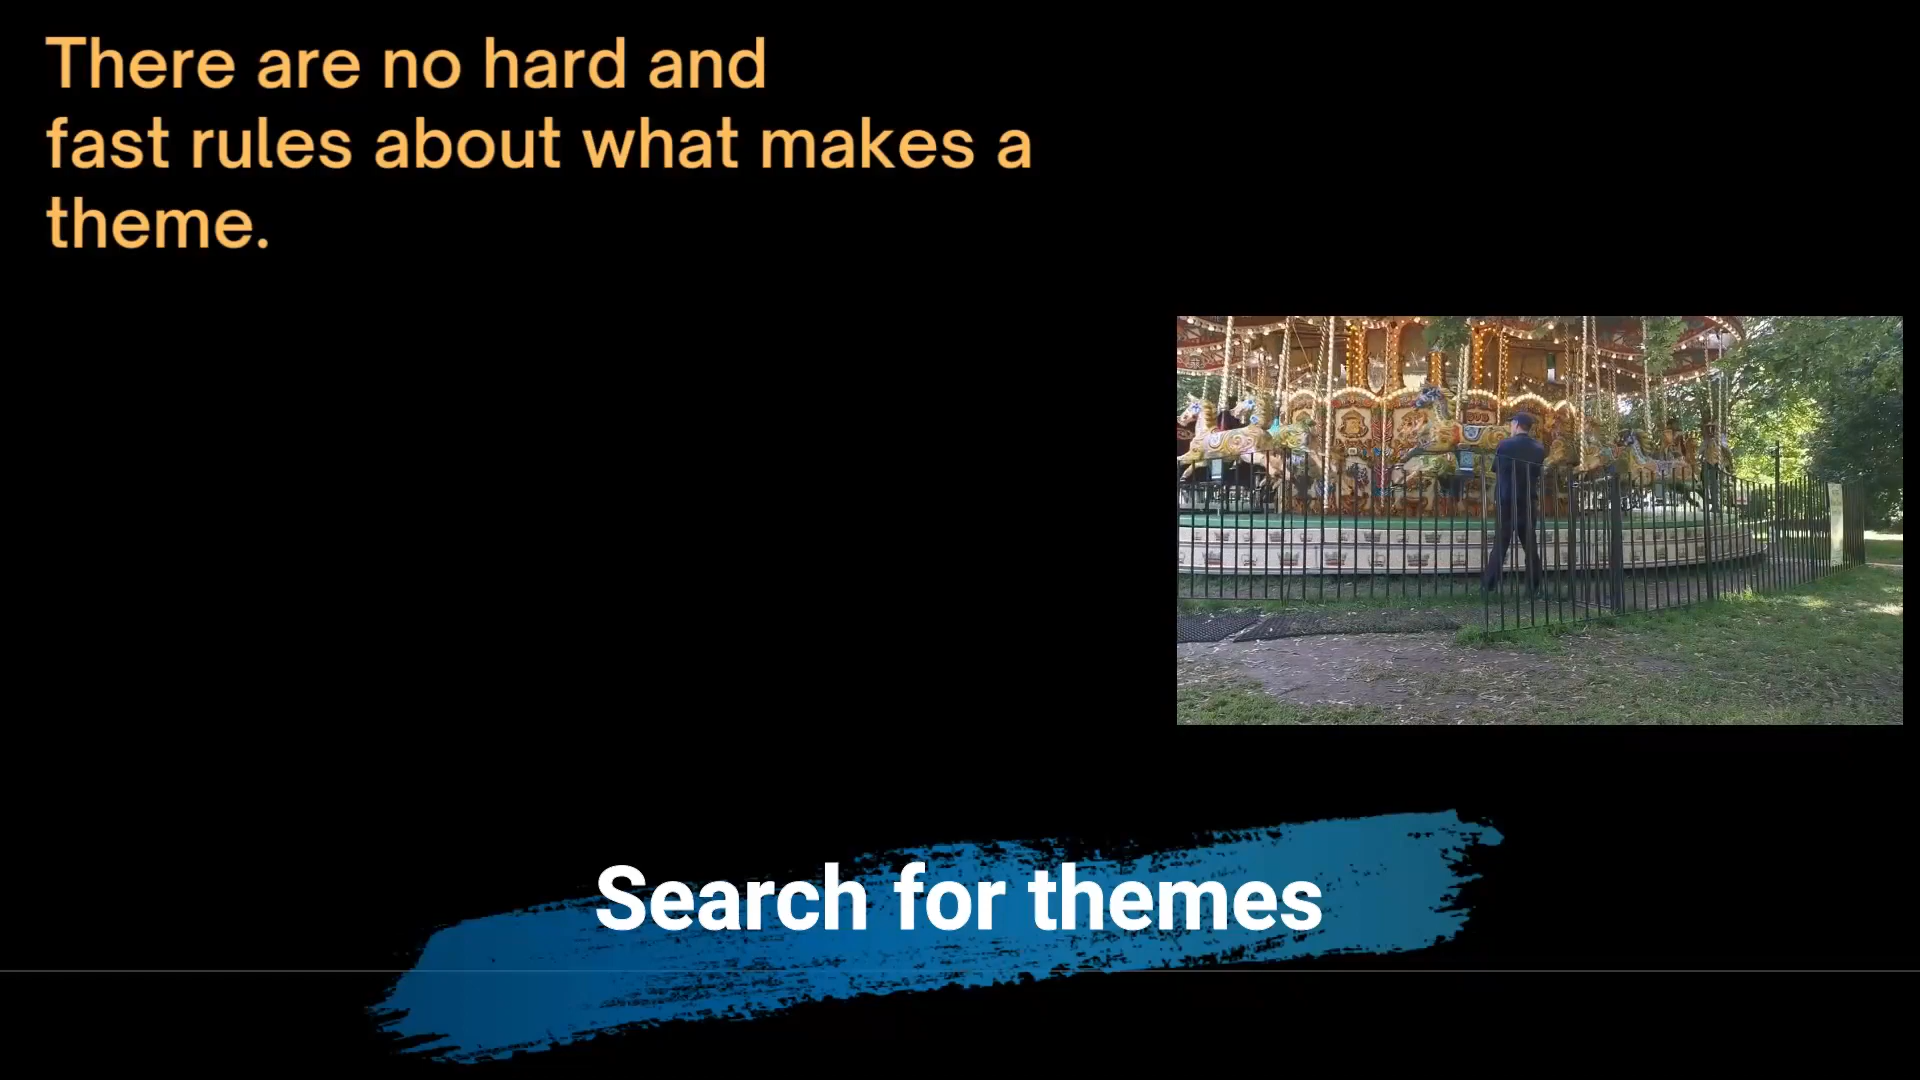 There are no hard and
fast rules about what makes a
theme.
Search for themes